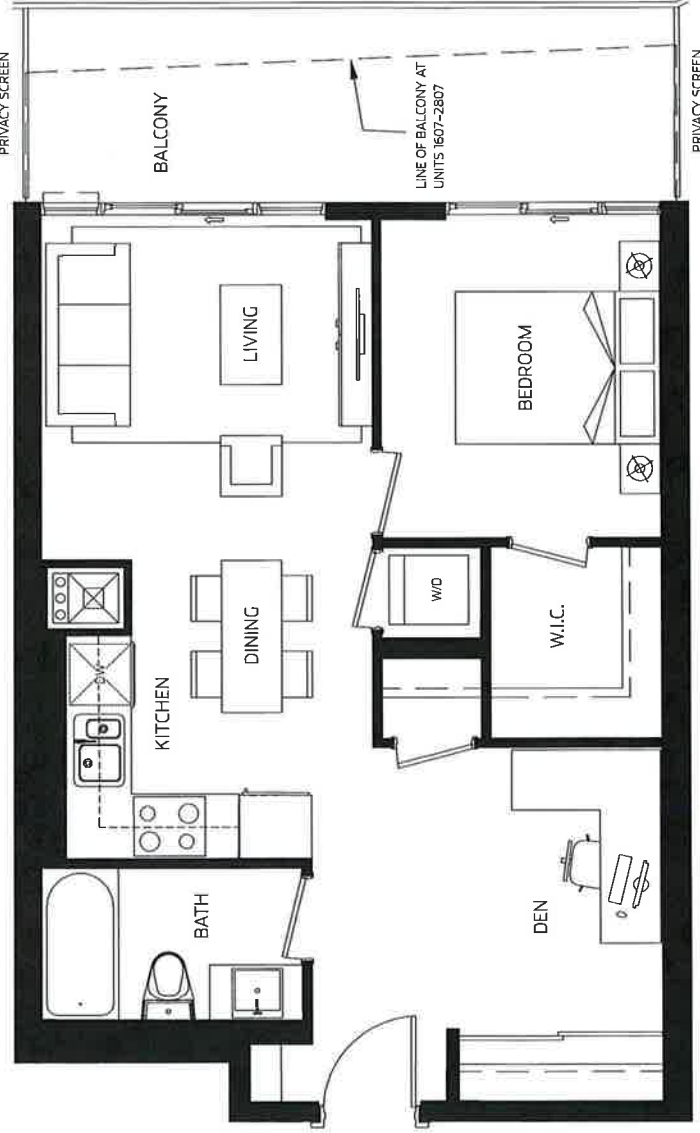 PRIVACY SCREEN
BALCONY
LINE OF BALCONY AT
UNITS 1607-2807
PRIVACY SCREEN
LIVING
BEDROOM
DINING
W/D
W.I.C.
DW
KITCHEN
BATH
DEN